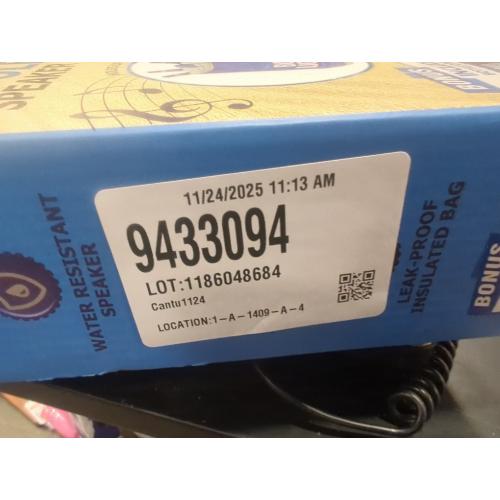 SPEAKER
BONUS
11/24/2025 11:13 AM
9433094
LOT:1186048684
Cantu1124
LOCATION:1-A-1409-A-4
WATER RESISTANT
SPEAKER
LEAK-PROOF
INSULATED BAG
BONUS